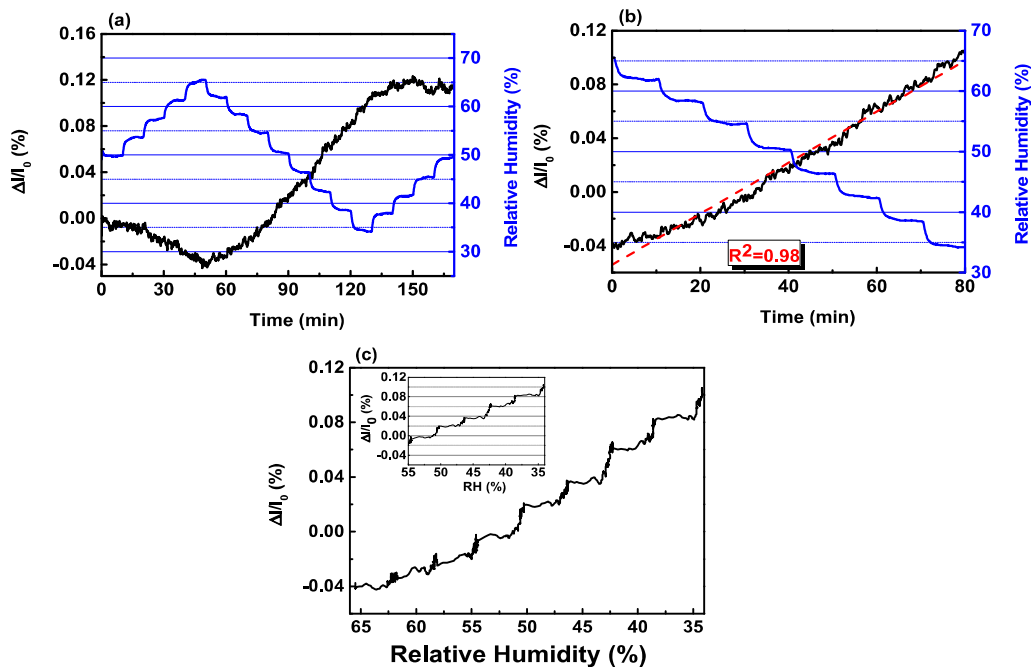 (a)
0.16
0.12
0.08
0.04
0.00
-0.04
ΔI/I0 (%)
70
60
50
40
30
Relative Humidity (%)
0 30 60 90 120 150
Time (min)
(b)
0.12
0.08
0.04
0.00
-0.04
ΔI/I0 (%)
70
60
50
40
30
Relative Humidity (%)
R2=0.98
0 20 40 60 80
Time (min)
(c)
0.12
0.08
0.04
0.00
-0.04
ΔI/I0 (%)
0.12
0.08
0.04
0.00
-0.04
ΔI/I0 (%)
55 50 45 40 35
RH (%)
65 60 55 50 45 40 35
Relative Humidity (%)